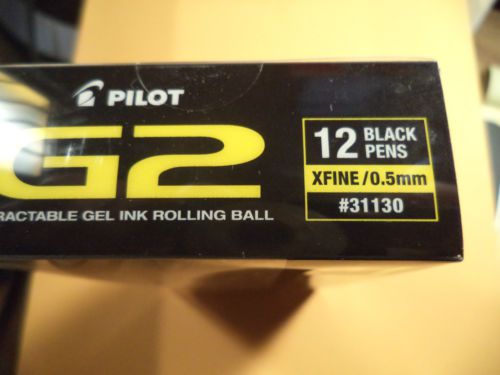 PILOT
G2
RACTABLE GEL INK ROLLING BALL
12 BLACK PENS
XFINE/0.5mm
#31130